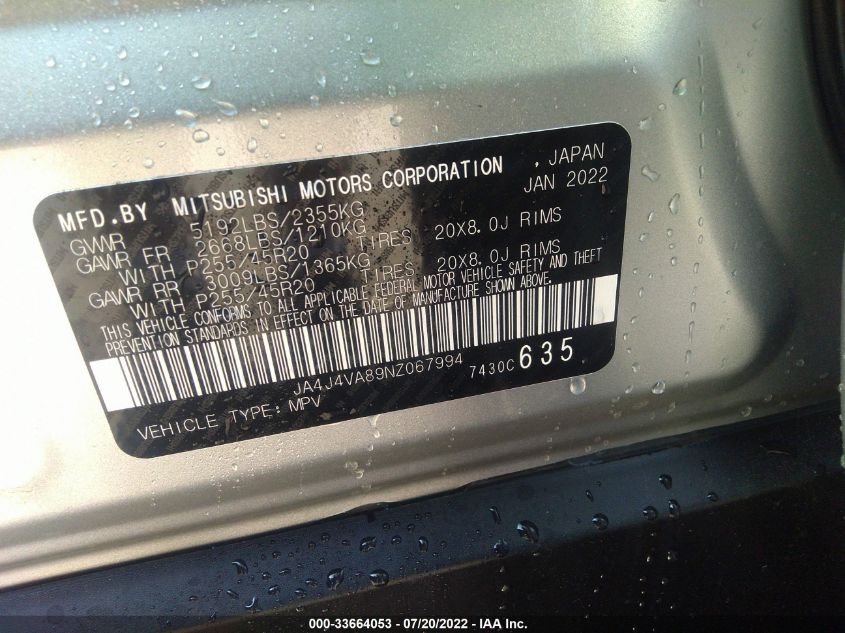 MFD.BY MITSUBISHI MOTORS CORPORATION , JAPAN
JAN 2022
GVWR 5192LBS/2355KG
GAWR FR 2668LBS/1210KG
WITH P255/45R20 TIRES 20X8.0J RIMS
GAWR RR 3009LBS/1365KG
WITH P255/45R20 TIRES 20X8.0J RIMS
THIS VEHICLE CONFORMS TO ALL APPLICABLE FEDERAL MOTOR VEHICLE SAFETY AND THEFT
PREVENTION STANDARDS IN EFFECT ON THE DATE OF MANUFACTURE SHOWN ABOVE.
JA4J4VA89NZ067994 7430C 635
VEHICLE TYPE: MPV
000-33664053 - 07/20/2022 - IAA Inc.